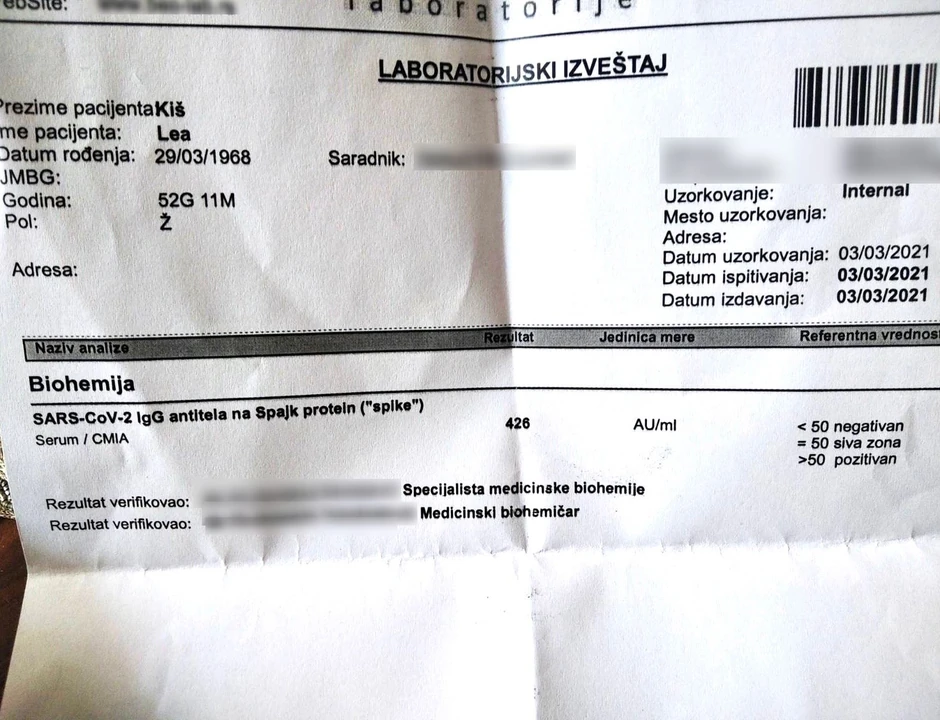 ebSite:
laboratorije
LABORATORIJSKI IZVEŠTAJ
Prezime pacijenta Kiš
me pacijenta: Lea
Datum rođenja: 29/03/1968
JMBG:
Godina: 52G 11M
Pol: Ž
Adresa:
Saradnik:
Uzorkovanje: Internal
Mesto uzorkovanja:
Adresa:
Datum uzorkovanja: 03/03/2021
Datum ispitivanja: 03/03/2021
Datum izdavanja: 03/03/2021
Naziv analize Rezultat Jedinica mere Referentna vrednos
Biohemija
SARS-CoV-2 IgG antitela na Spajk protein ("spike") 426 AU/ml < 50 negativan
Serum / CMIA = 50 siva zona
>50 pozitivan
Rezultat verifikovao: Specijalista medicinske biohemije
Rezultat verifikovao: Medicinski biohemičar